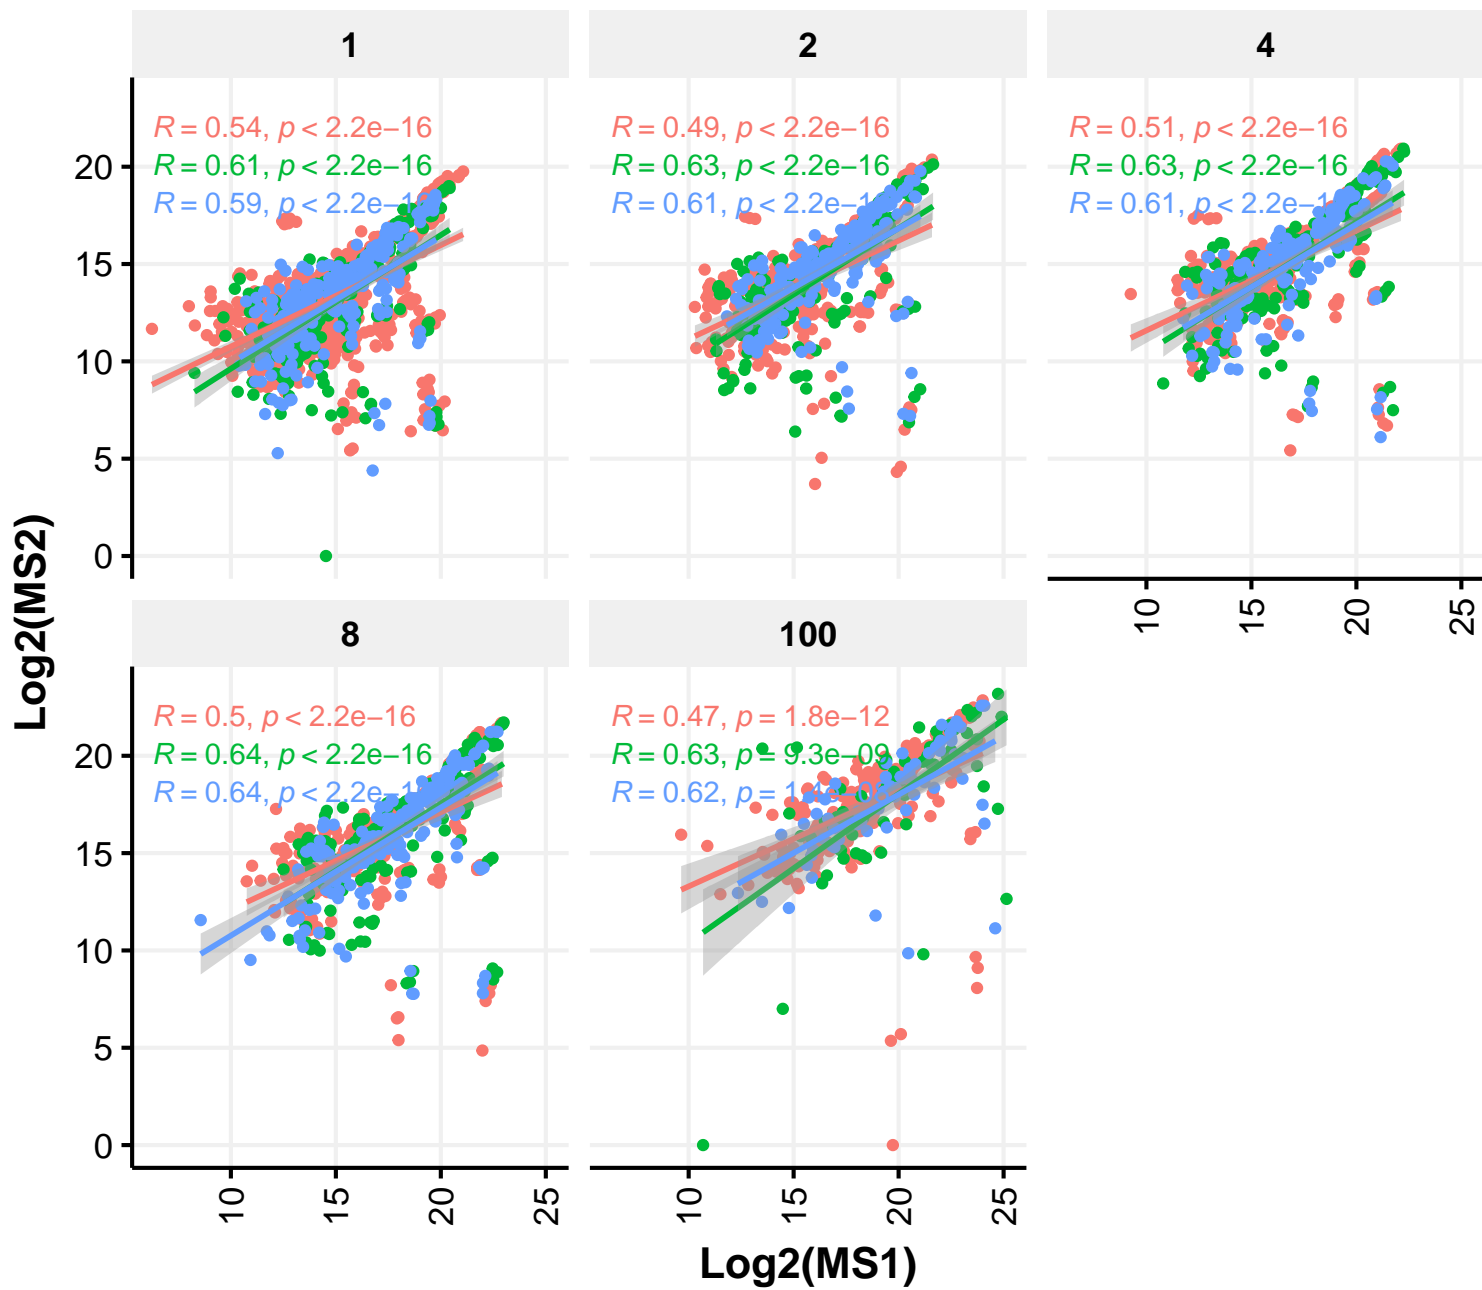 1
2
4
R = 0.54, p < 2.2e−16
R = 0.61, p < 2.2e−16
R = 0.59, p < 2.2e−1
R = 0.49, p < 2.2e−16
R = 0.63, p < 2.2e−16
R = 0.61, p < 2.2e−1
R = 0.51, p < 2.2e−16
R = 0.63, p < 2.2e−16
R = 0.61, p < 2.2e−1
20
15
10
5
0
10
15
20
25
Log2(MS2)
8
100
R = 0.5, p < 2.2e−16
R = 0.64, p < 2.2e−16
R = 0.64, p < 2.2e−1
R = 0.47, p = 1.8e−12
R = 0.63, p = 9.3e−09
R = 0.62, p =
20
15
10
5
0
10
15
20
25
10
15
20
25
Log2(MS1)